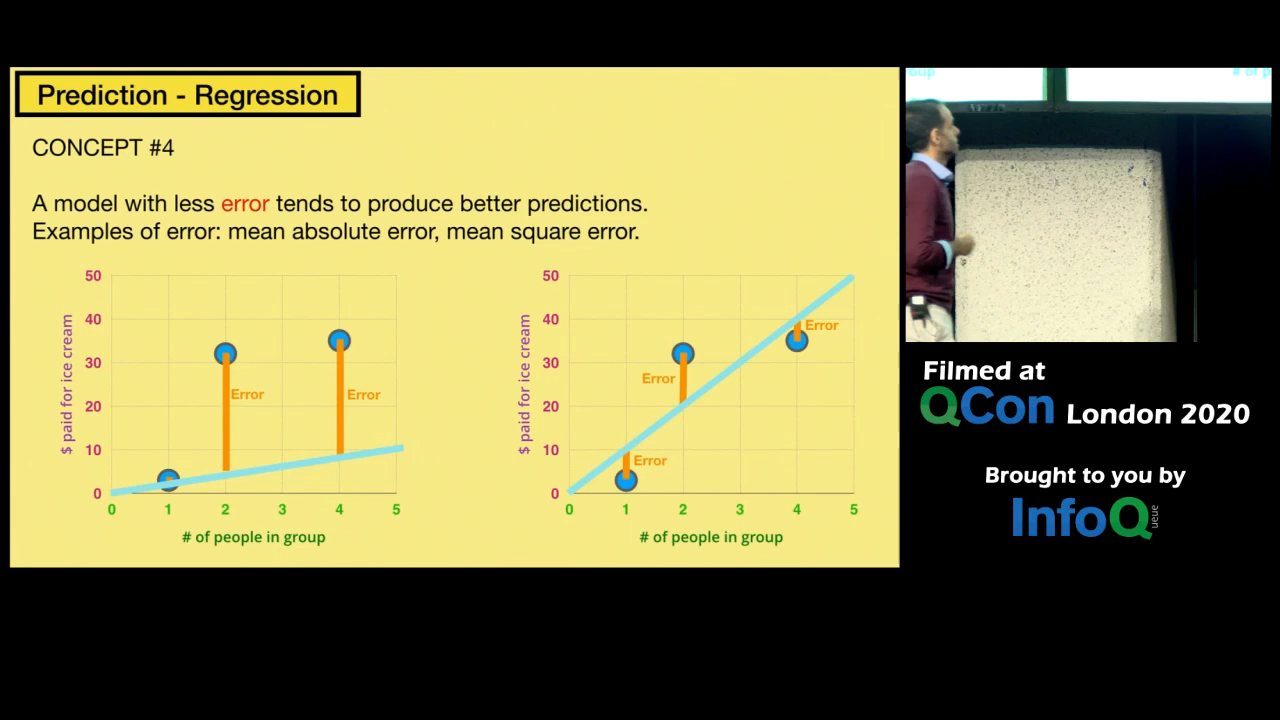 Prediction - Regression
CONCEPT #4
A model with less error tends to produce better predictions.
Examples of error: mean absolute error, mean square error.
$ paid for ice cream
50
40
30
20
10
0
Error
Error
0 1 2 3 4 5
# of people in group
$ paid for ice cream
50
40
30
20
10
0
Error
Error
Error
0 1 2 3 4 5
# of people in group
oup
# of p
Filmed at
QCon London 2020
Brought to you by
InfoQ
queue